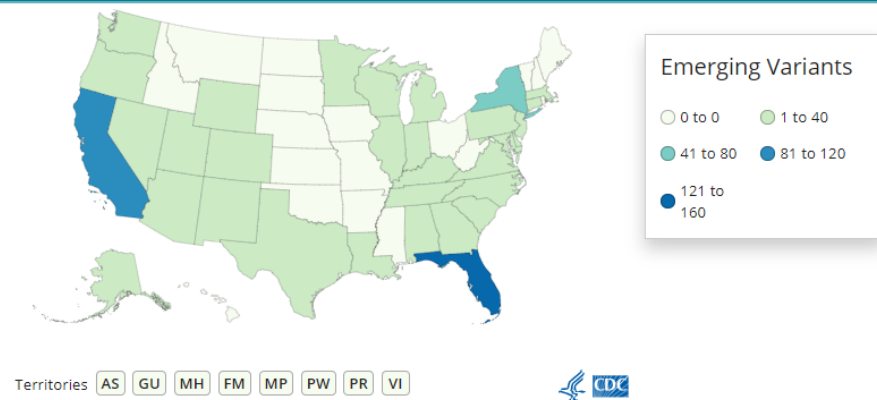 Emerging Variants
0 to 0
1 to 40
41 to 80
81 to 120
121 to
160
Territories AS GU MH FM MP PW PR VI
CDC